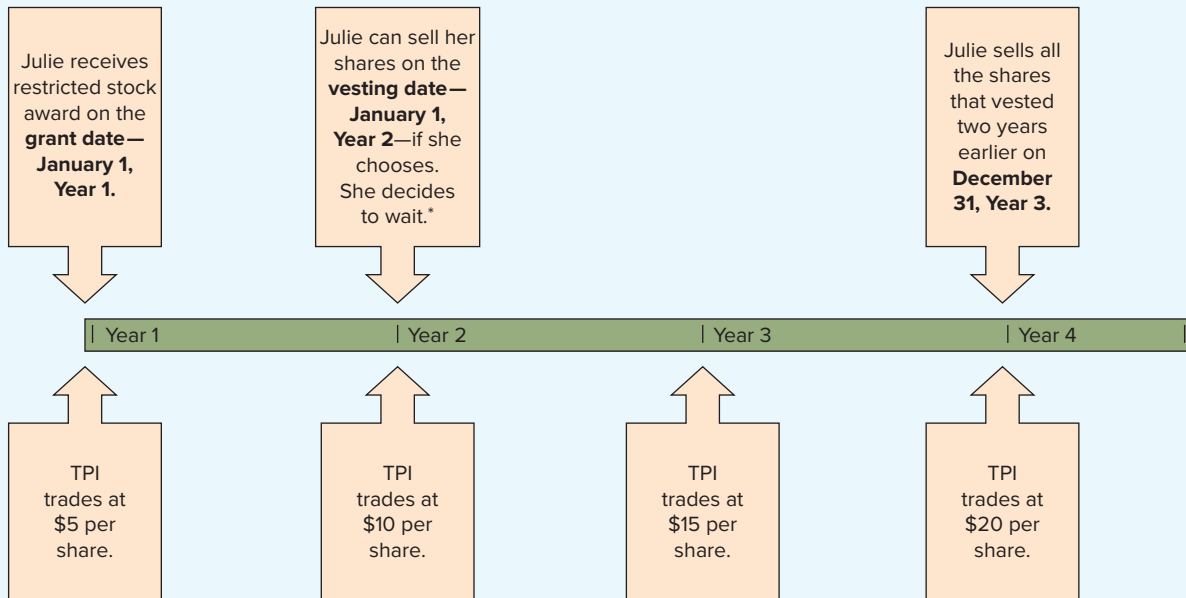 Julie receives
restricted stock
award on the
grant date—
January 1,
Year 1.
Julie can sell her
shares on the
vesting date—
January 1,
Year 2—if she
chooses.
She decides
to wait.*
Julie sells all
the shares
that vested
two years
earlier on
December
31, Year 3.
Year 1
Year 2
Year 3
Year 4
TPI
trades at
$5 per
share.
TPI
trades at
$10 per
share.
TPI
trades at
$15 per
share.
TPI
trades at
$20 per
share.